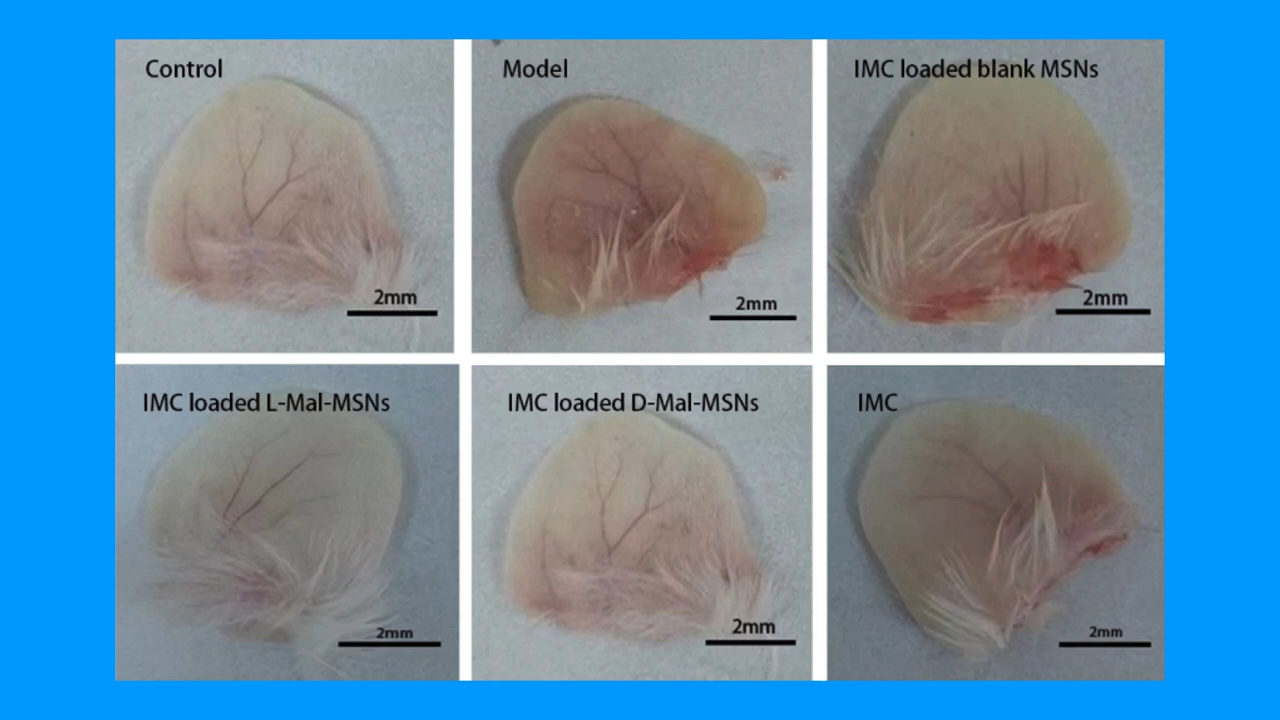 Control
Model
IMC loaded blank MSNs
2mm
2mm
2mm
IMC loaded L-Mal-MSNs
IMC loaded D-Mal-MSNs
IMC
2mm
2mm
2mm